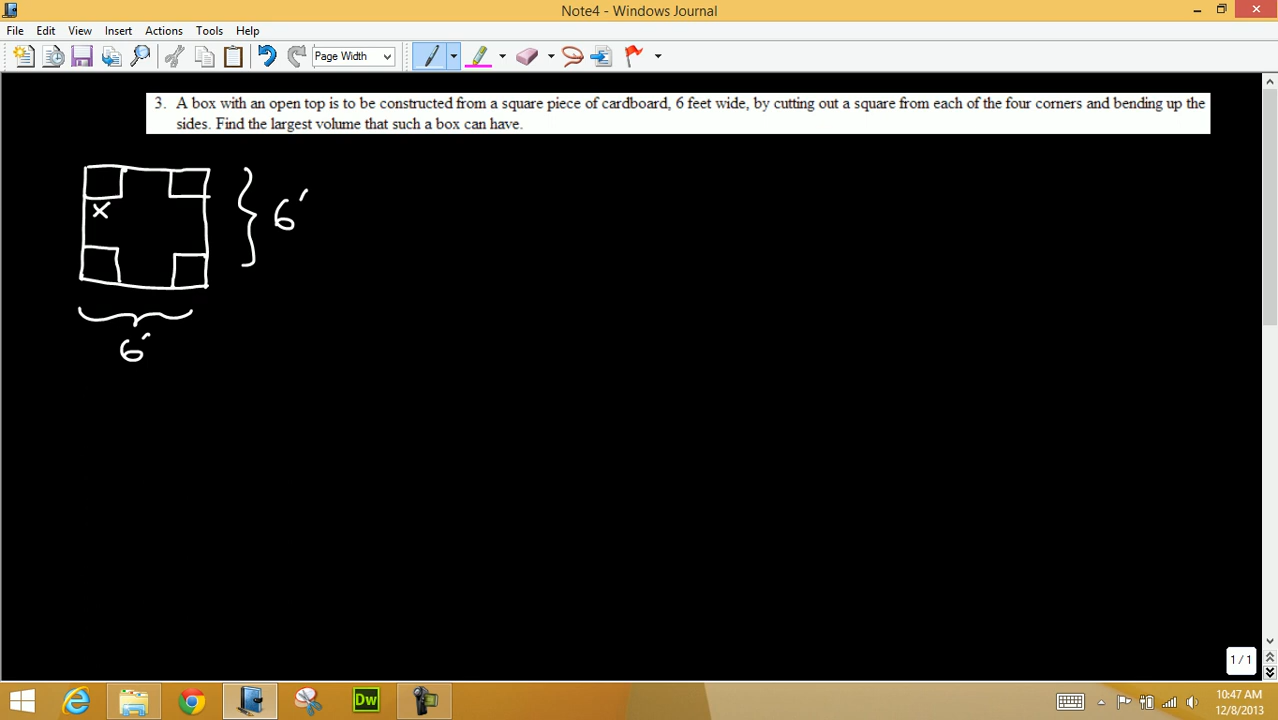 Note4 - Windows Journal
File Edit View Insert Actions Tools Help
Page Width
3. A box with an open top is to be constructed from a square piece of cardboard, 6 feet wide, by cutting out a square from each of the four corners and bending up the
sides. Find the largest volume that such a box can have.
x
6′
6′
1 / 1
Dw
10:47 AM
12/8/2013